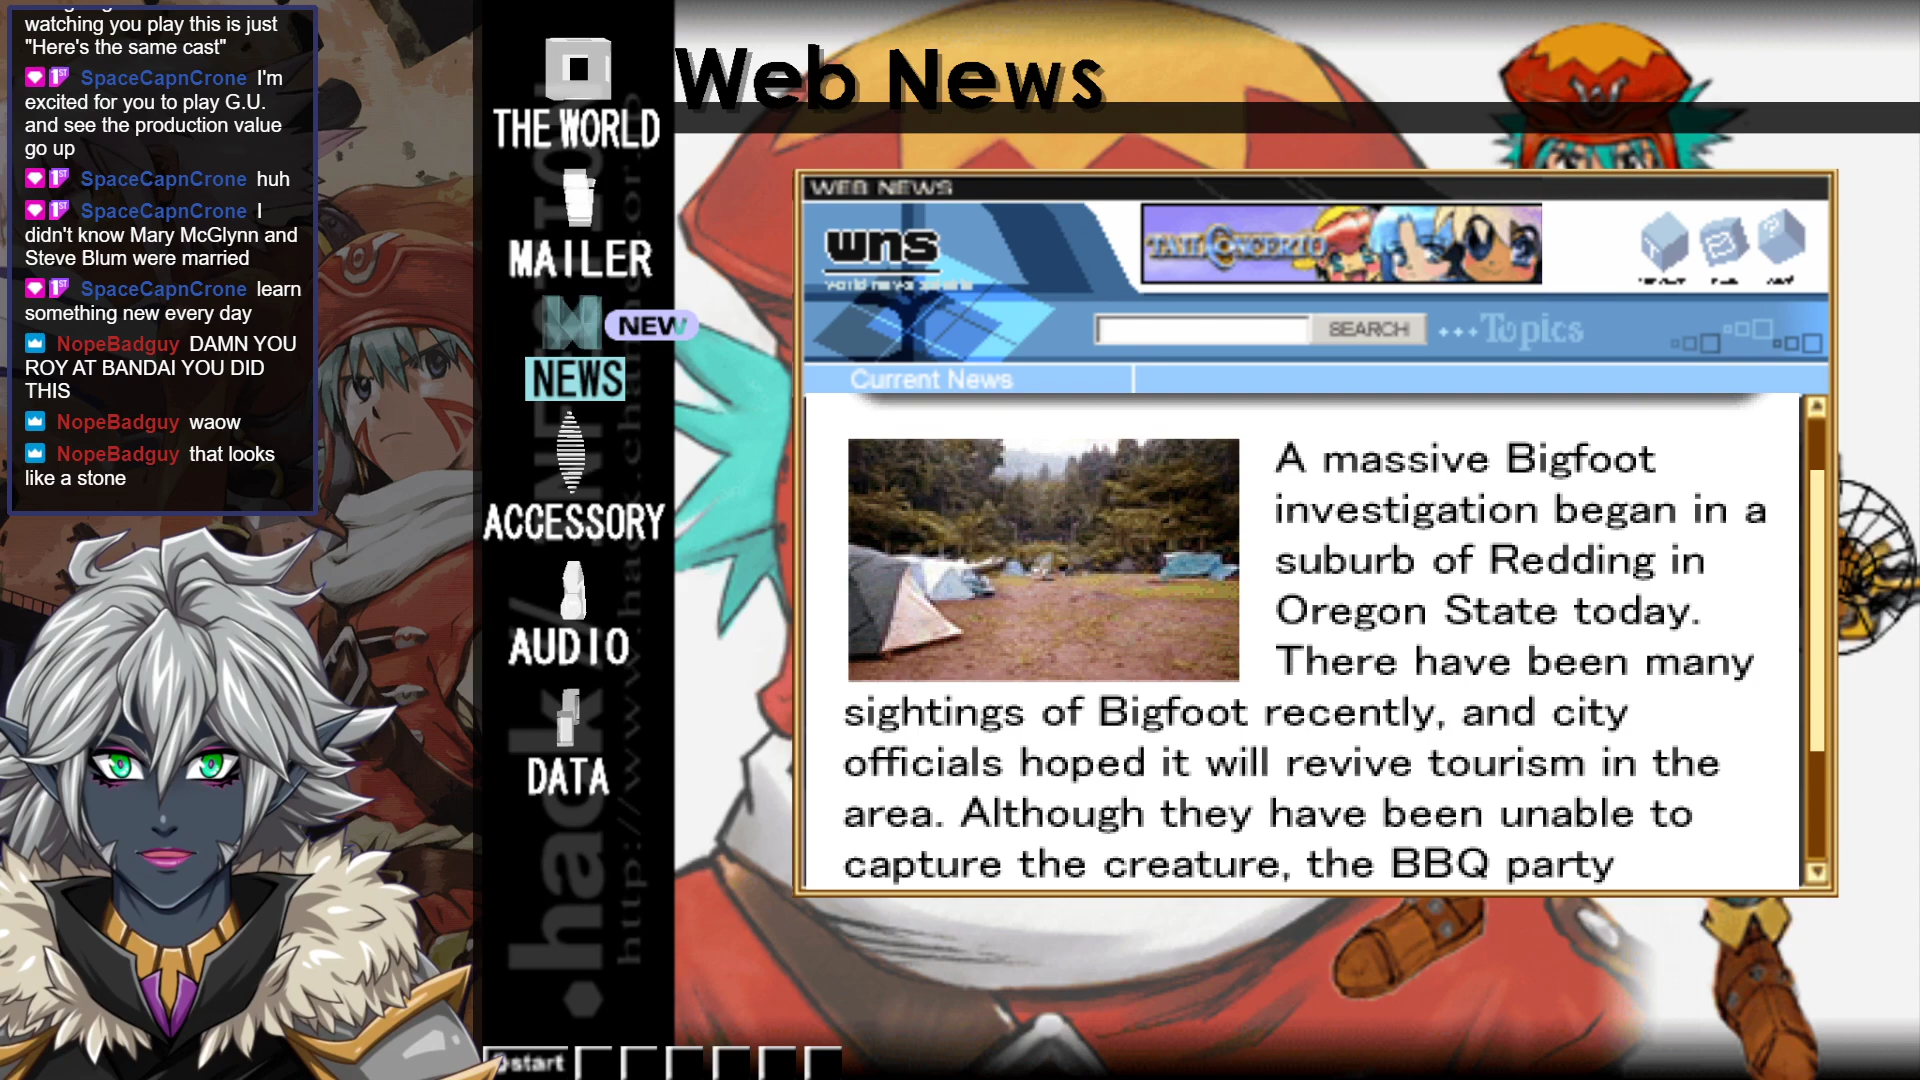 watching you play this is just
"Here's the same cast"
SpaceCapnCrone I'm
excited for you to play G.U.
and see the production value
go up
SpaceCapnCrone huh
SpaceCapnCrone I
didn't know Mary McGlynn and
Steve Blum were married
SpaceCapnCrone learn
something new every day
NopeBadguy DAMN YOU
ROY AT BANDAI YOU DID
THIS
NopeBadguy waow
NopeBadguy that looks
like a stone
THE WORLD
MAILER
NEW
NEWS
ACCESSORY
AUDIO
DATA
start
Web News
WEB NEWS
wns
world news
TAIL CONCERTO
SEARCH
Topics
Current News
A massive Bigfoot
investigation began in a
suburb of Redding in
Oregon State today.
There have been many
sightings of Bigfoot recently, and city
officials hoped it will revive tourism in the
area. Although they have been unable to
capture the creature, the BBQ party